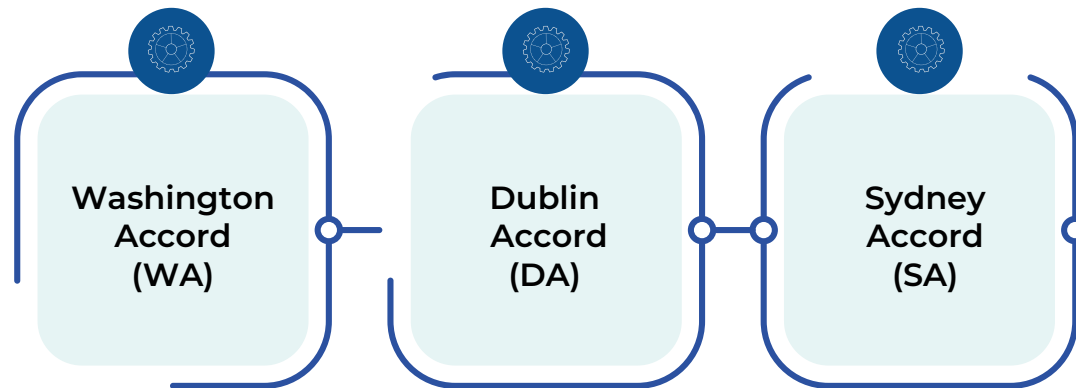 Washington
Accord
(WA)
Dublin
Accord
(DA)
Sydney
Accord
(SA)